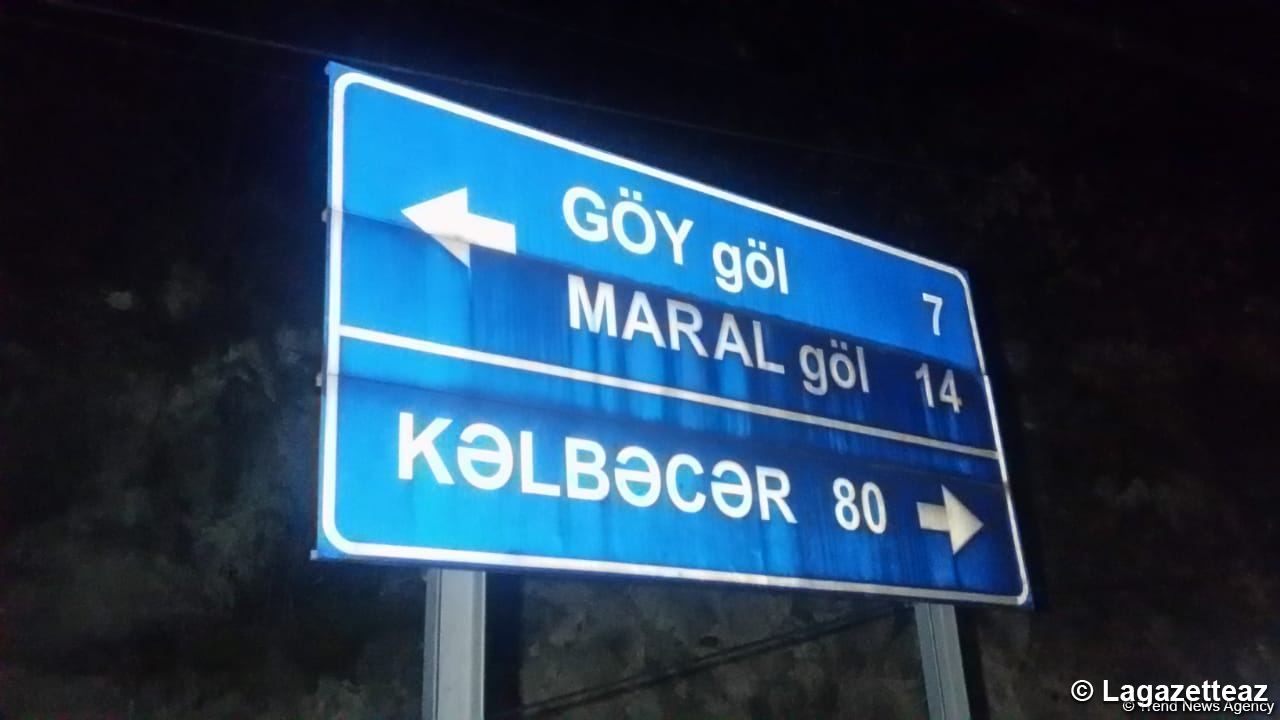 GÖY göl 7
MARAL göl 14
KƏLBƏCƏR 80
© Lagazetteaz
© Trend News Agency